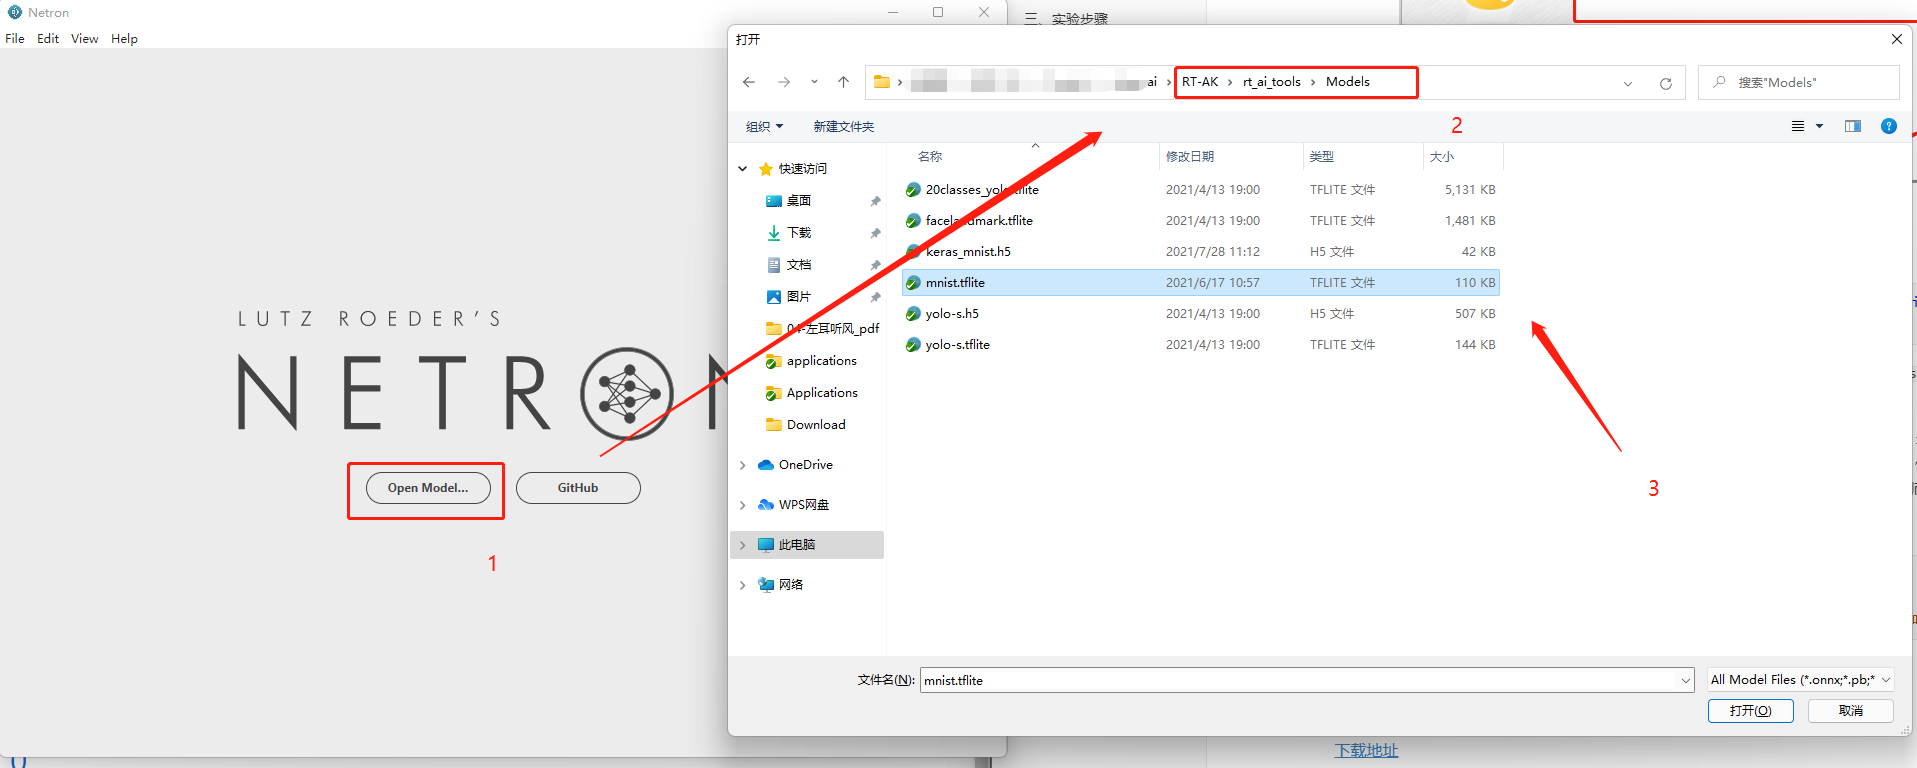 Netron
File Edit View Help
LUTZ ROEDER'S
NETRON
Open Model...
GitHub
1
三、实验步骤
打开
ai › RT-AK › rt_ai_tools › Models
搜索"Models"
组织 新建文件夹
2
名称 修改日期 类型 大小
快速访问
桌面
下载
文档
图片
04-左耳听风_pdf
applications
Applications
Download
OneDrive
WPS网盘
此电脑
网络
20classes_yolo.tflite 2021/4/13 19:00 TFLITE 文件 5,131 KB
facelandmark.tflite 2021/4/13 19:00 TFLITE 文件 1,481 KB
keras_mnist.h5 2021/7/28 11:12 H5 文件 42 KB
mnist.tflite 2021/6/17 10:57 TFLITE 文件 110 KB
yolo-s.h5 2021/4/13 19:00 H5 文件 507 KB
yolo-s.tflite 2021/4/13 19:00 TFLITE 文件 144 KB
3
文件名(N): mnist.tflite
All Model Files (*.onnx;*.pb;*
打开(O) 取消
下载地址